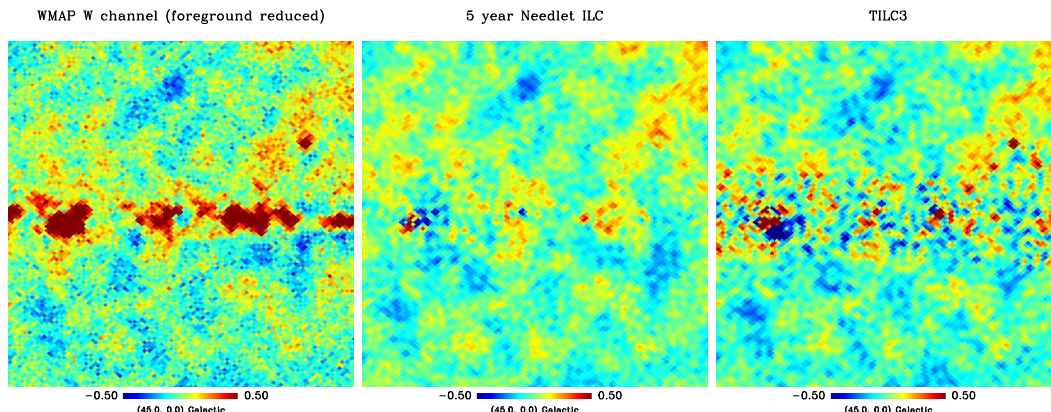 WMAP W channel (foreground reduced)
5 year Needlet ILC
TILC3
−0.50 0.50
(45.0, 0.0) Galactic
−0.50 0.50
(45.0, 0.0) Galactic
−0.50 0.50
(45.0, 0.0) Galactic